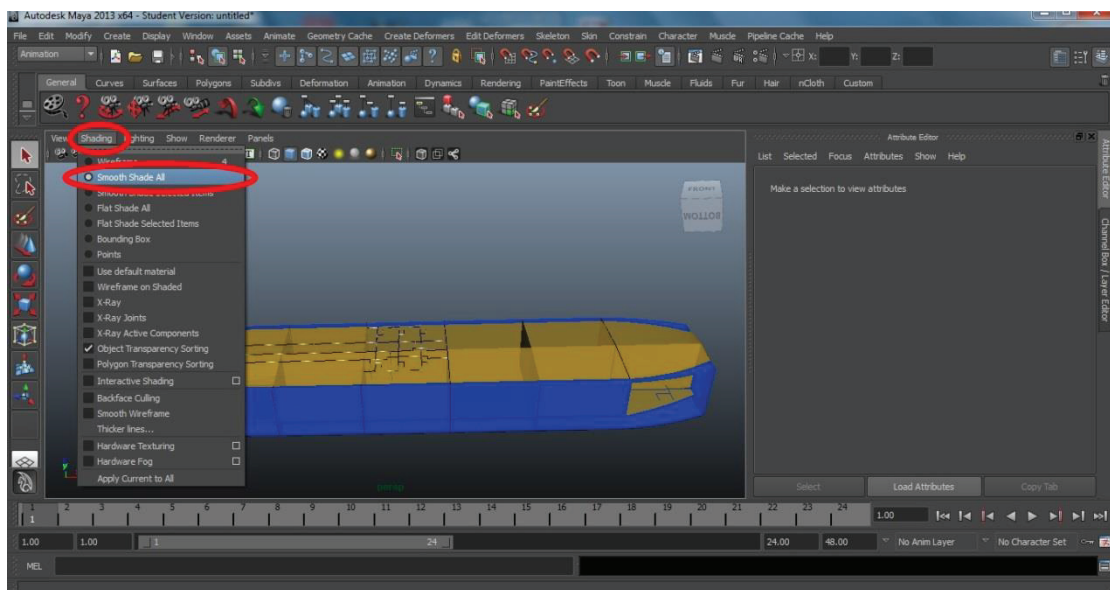 Autodesk Maya 2013 x64 - Student Version: untitled*
File Edit Modify Create Display Window Assets Animate Geometry Cache Create Deformers Edit Deformers Skeleton Skin Constrain Character Muscle Pipeline Cache Help
Animation X: Y: Z:
General Curves Surfaces Polygons Subdivs Deformation Animation Dynamics Rendering PaintEffects Toon Muscle Fluids Fur Hair nCloth Custom
View Shading Lighting Show Renderer Panels
Wireframe 4
Smooth Shade All
Smooth Shade Selected Items
Flat Shade All
Flat Shade Selected Items
Bounding Box
Points
Use default material
Wireframe on Shaded
X-Ray
X-Ray Joints
X-Ray Active Components
Object Transparency Sorting
Polygon Transparency Sorting
Interactive Shading
Backface Culling
Smooth Wireframe
Thicker lines...
Hardware Texturing
Hardware Fog
Apply Current to All
FRONT
BOTTOM
y
persp
Attribute Editor
List Selected Focus Attributes Show Help
Make a selection to view attributes
Attribute Editor
Channel Box / Layer Editor
Select Load Attributes Copy Tab
1 2 3 4 5 6 7 8 9 10 11 12 13 14 15 16 17 18 19 20 21 22 23 24
1 1.00
1.00 1.00 1 24 24.00 48.00 No Anim Layer No Character Set
MEL